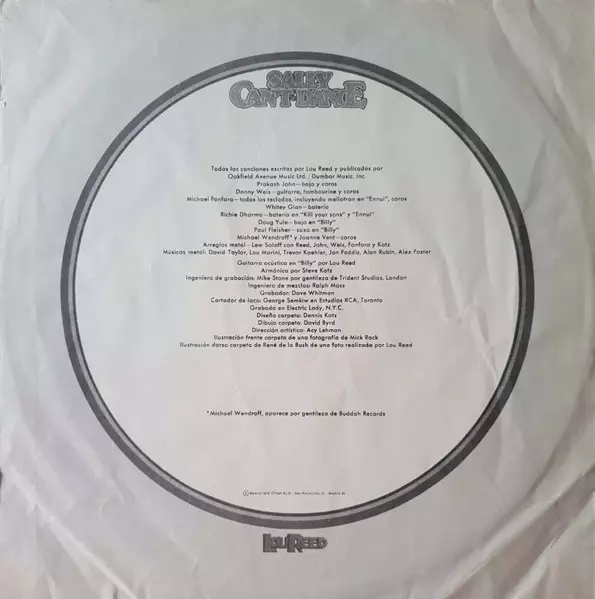 SALLY
CAN'T DANCE
Todas las canciones escritas por Lou Reed y publicadas por
Oakfield Avenue Music Ltd. / Dunbar Music, Inc.
Prakash John—bajo y coros
Danny Weis—guitarra, tambourine y coros
Michael Fonfara—todos los teclados, incluyendo mellotron en "Ennui", coros
Whitey Glan—batería
Richie Dharma—batería en "Kill your sons" y "Ennui"
Doug Yule—bajo en "Billy"
Paul Fleisher—saxo en "Billy"
Michael Wendroff* y Joanne Vent—coros
Arreglos metal—Lew Soloff con Reed, John, Weis, Fonfara y Katz
Músicos metal: David Taylor, Lou Marini, Trevor Koehler, Jon Faddis, Alan Rubin, Alex Foster
Guitarra acústica en "Billy" por Lou Reed
Armónica por Steve Katz
Ingeniero de grabación: Mike Stone por gentileza de Trident Studios, London
Ingeniero de mezclas: Ralph Moss
Grabador: Dave Whitman
Cortador de laca: George Semkiw en Estudios RCA, Toronto
Grabado en Electric Lady, N.Y.C.
Diseño carpeta: Dennis Katz
Dibujo carpeta: David Byrd
Dirección artística: Acy Lehman
Ilustración frente carpeta de una fotografía de Mick Rock
Ilustración dorso carpeta de René de la Bush de una foto realizada por Lou Reed
*Michael Wendroff, aparece por gentileza de Buddah Records
LOU REED